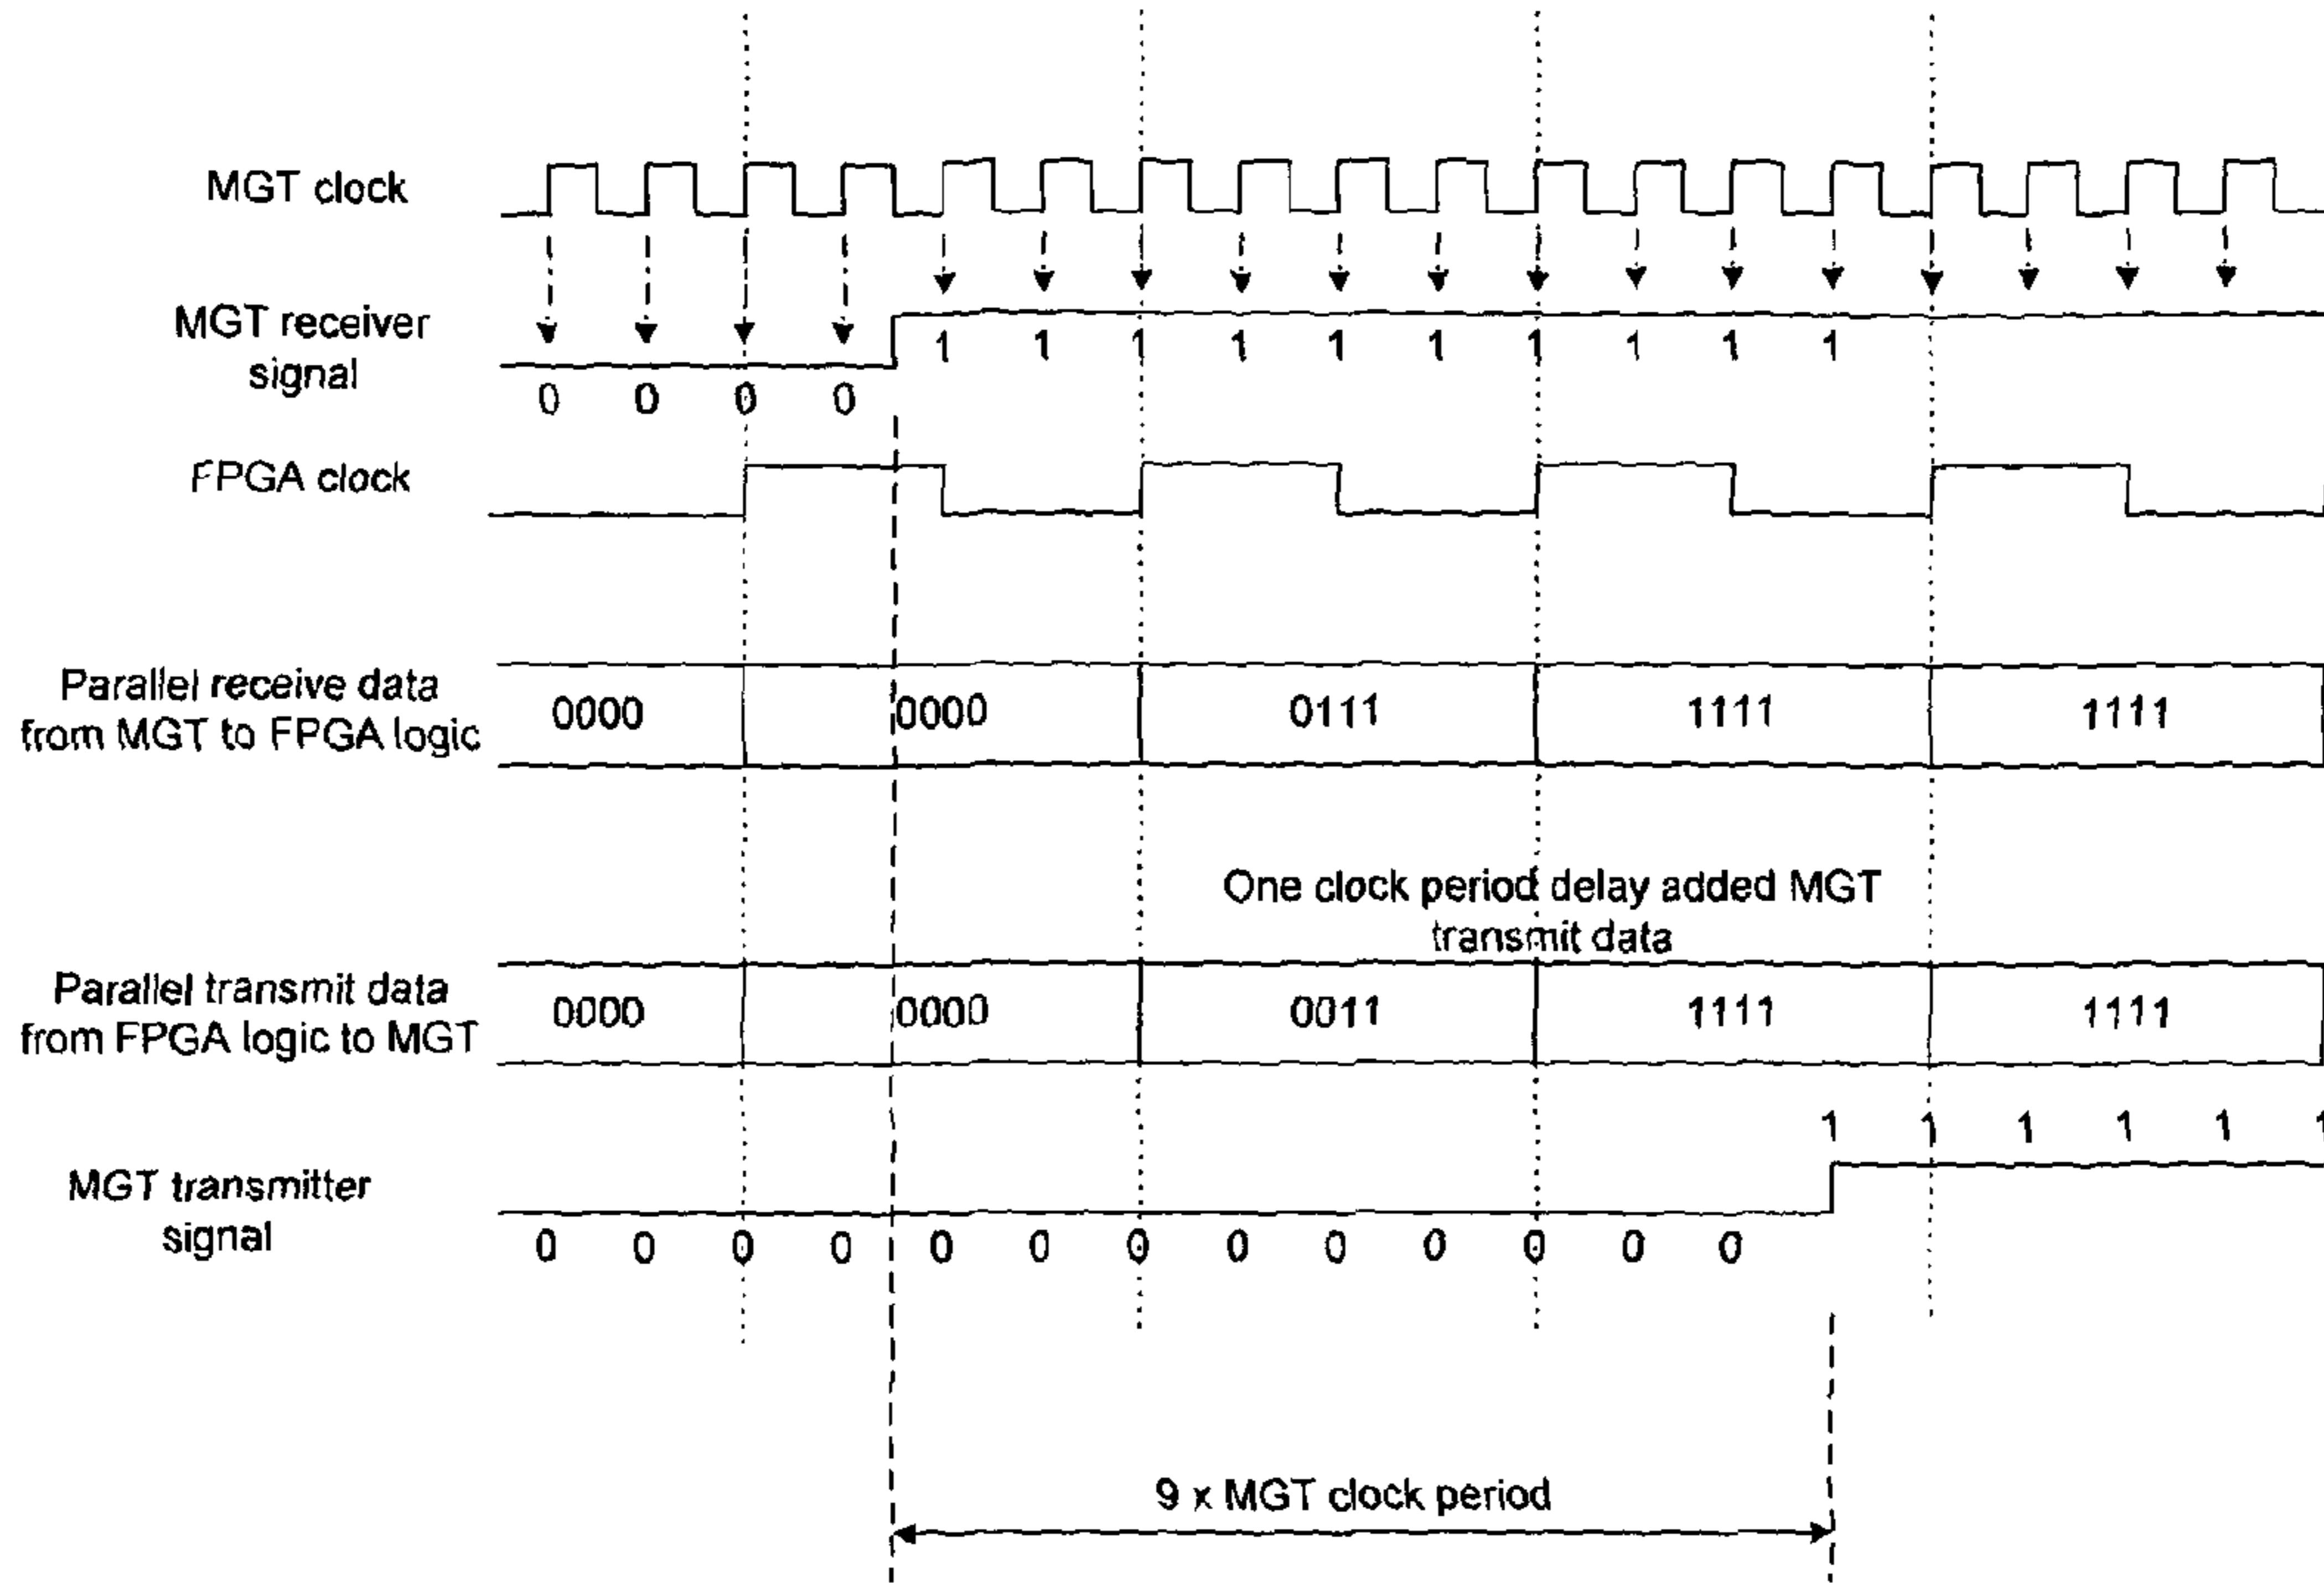 MGT clock
MGT receiver
signal
1 1 1 1 1 1 1 1 1 1
0 0 0 0
FPGA clock
Parallel receive data
from MGT to FPGA logic
0000 0000 0111 1111 1111
One clock period delay added MGT
transmit data
Parallel transmit data
from FPGA logic to MGT
0000 0000 0011 1111 1111
1 1 1 1 1 1
MGT transmitter
signal
0 0 0 0 0 0 0 0 0 0 0 0 0
9 x MGT clock period